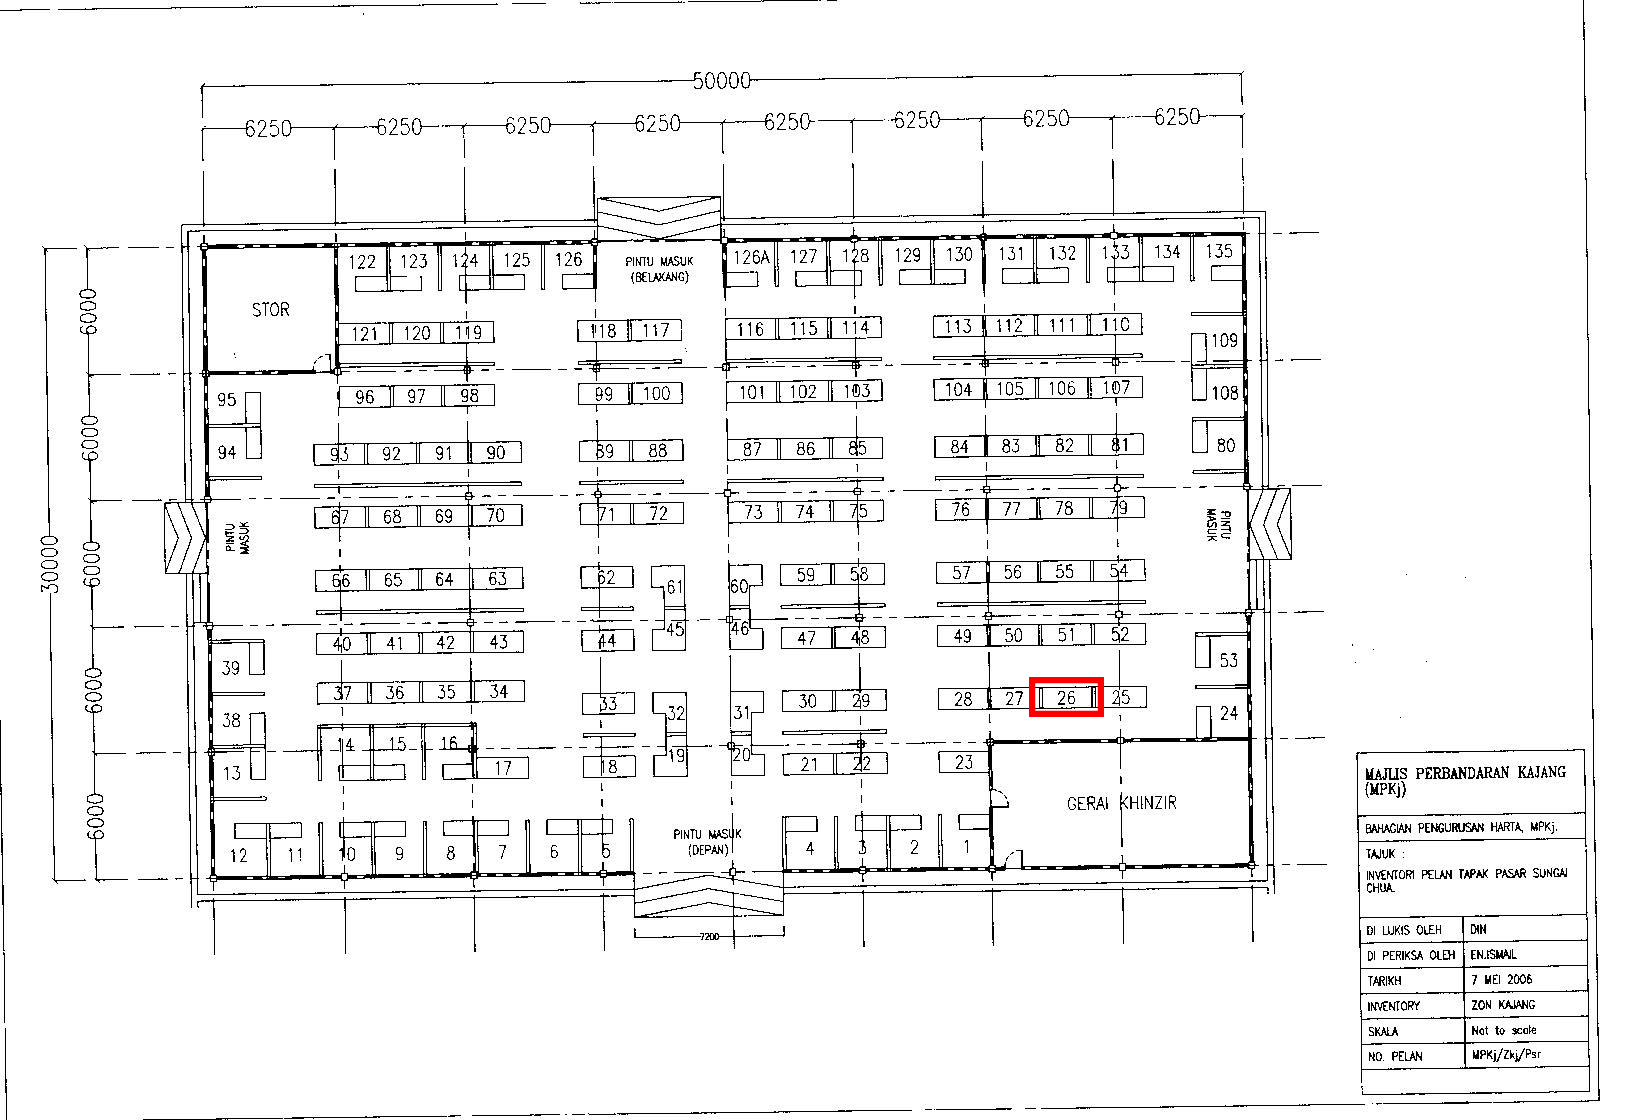 50000
6250 6250 6250 6250 6250 6250 6250 6250
122 123 124 125 126
PINTU MASUK
(BELAKANG)
126A 127 128 129 130 131 132 133 134 135
6000
STOR
121 120 119 118 117 116 115 114 113 112 111 110
109
95
96 97 98 99 100 101 102 103 104 105 106 107
108
6000
94
93 92 91 90 89 88 87 86 85 84 83 82 81
80
67 68 69 70 71 72 73 74 75 76 77 78 79
PINTU
MASUK
PINTU
MASUK
30000
6000
66 65 64 63 62 61 60 59 58 57 56 55 54
40 41 42 43 44 45 46 47 48 49 50 51 52
39
53
6000
37 36 35 34 33 32 31 30 29 28 27 26 25
38
24
14 15 16
13
17 18 19 20 21 22 23
6000
GERAI KHINZIR
PINTU MASUK
(DEPAN)
12 11 10 9 8 7 6 5 4 3 2 1
7200
MAJLIS PERBANDARAN KAJANG
(MPKj)
BAHAGIAN PENGURUSAN HARTA, MPKj.
TAJUK :
INVENTORI PELAN TAPAK PASAR SUNGAI
CHUA.
DI LUKIS OLEH DIN
DI PERIKSA OLEH EN.ISMAIL
TARIKH 7 MEI 2006
INVENTORY ZON KAJANG
SKALA Not to scale
NO. PELAN MPKj/Zkj/Psr